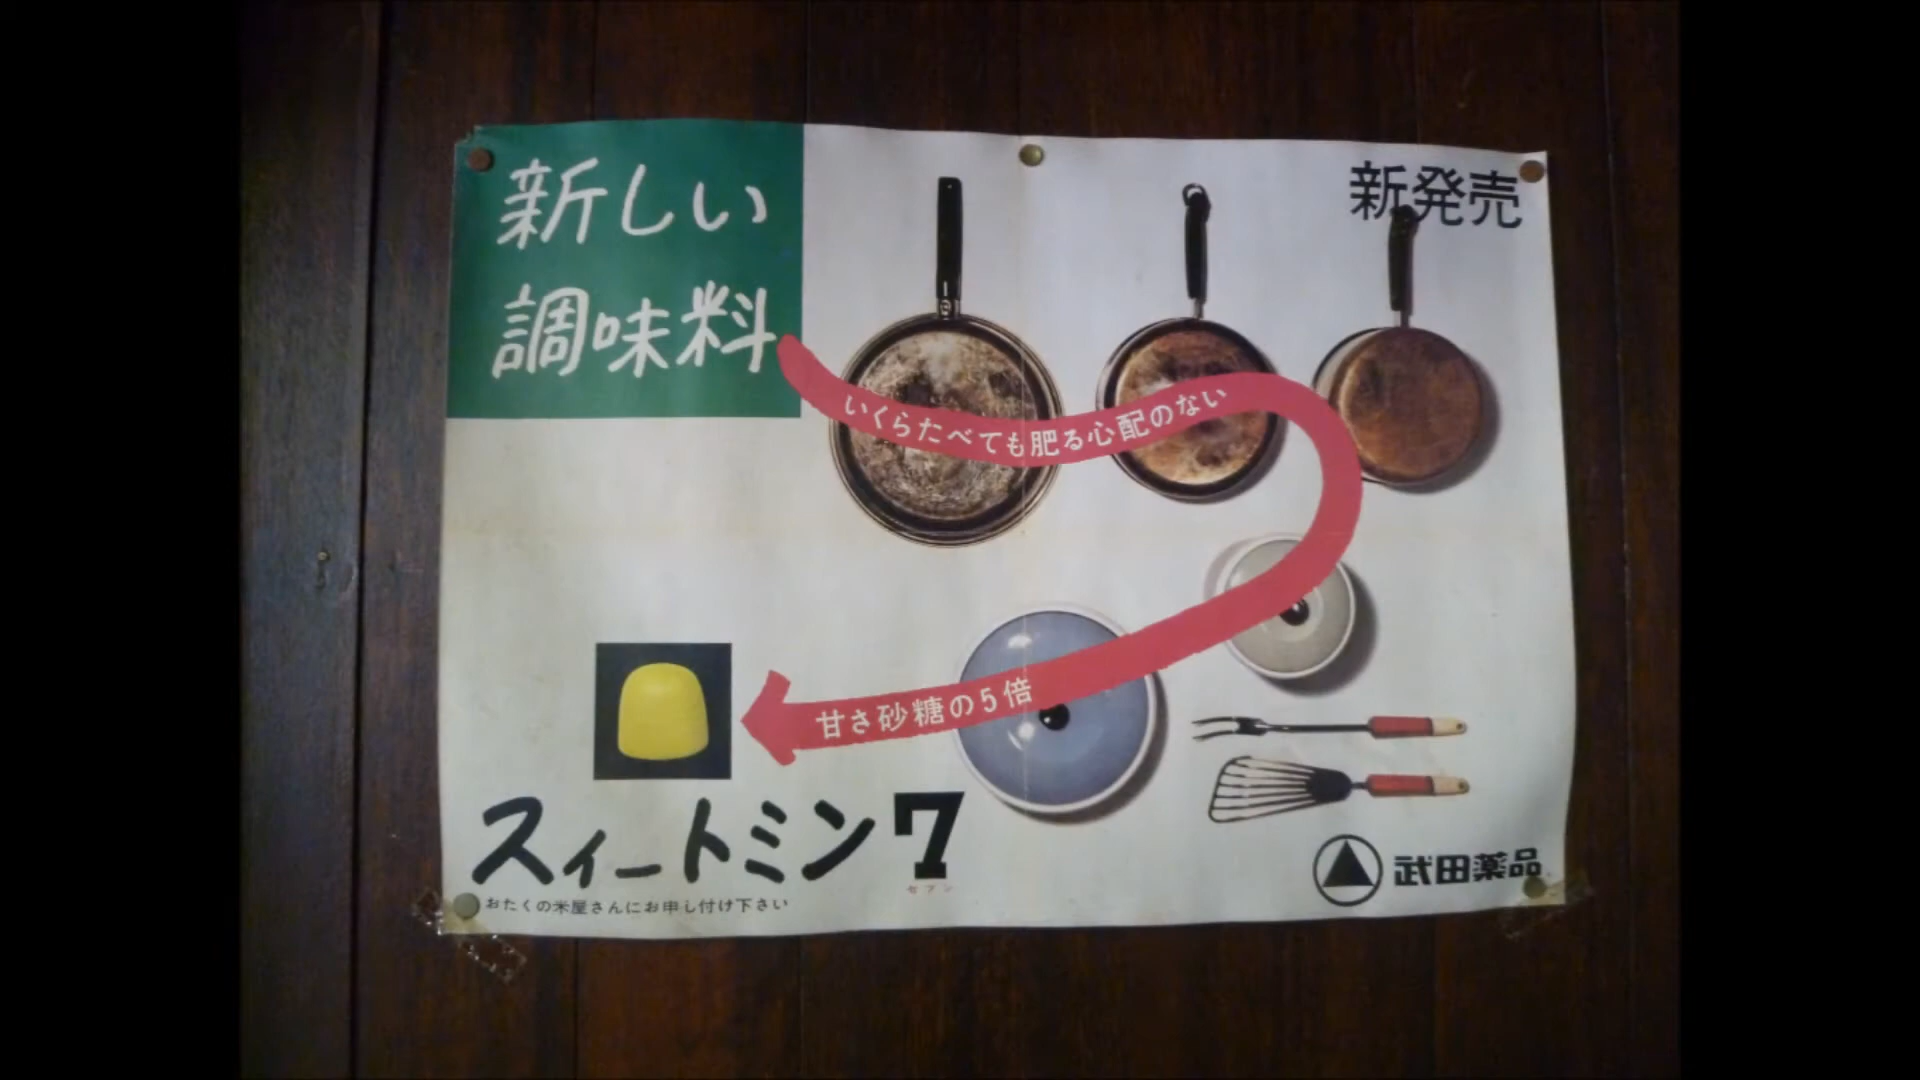 新しい
調味料
新発売
いくらたべても肥る心配のない
甘さ砂糖の5倍
スイートミン7
セブン
おたくの米屋さんにお申し付け下さい
武田薬品